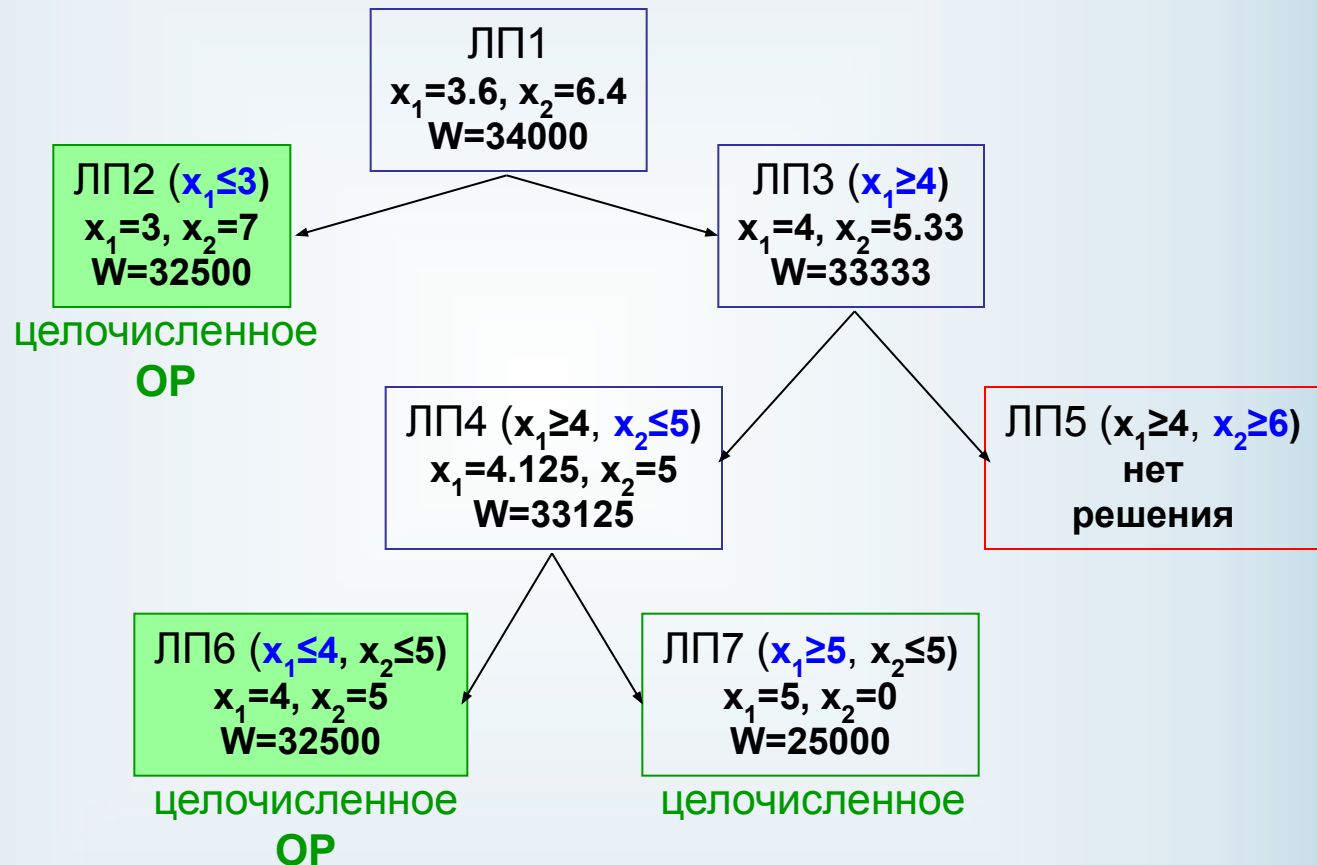 ЛП1
x₁=3.6, x₂=6.4
W=34000
ЛП2 (x₁≤3)
x₁=3, x₂=7
W=32500
целочисленное
ОР
ЛП3 (x₁≥4)
x₁=4, x₂=5.33
W=33333
ЛП4 (x₁≥4, x₂≤5)
x₁=4.125, x₂=5
W=33125
ЛП5 (x₁≥4, x₂≥6)
нет
решения
ЛП6 (x₁≤4, x₂≤5)
x₁=4, x₂=5
W=32500
целочисленное
ОР
ЛП7 (x₁≥5, x₂≤5)
x₁=5, x₂=0
W=25000
целочисленное